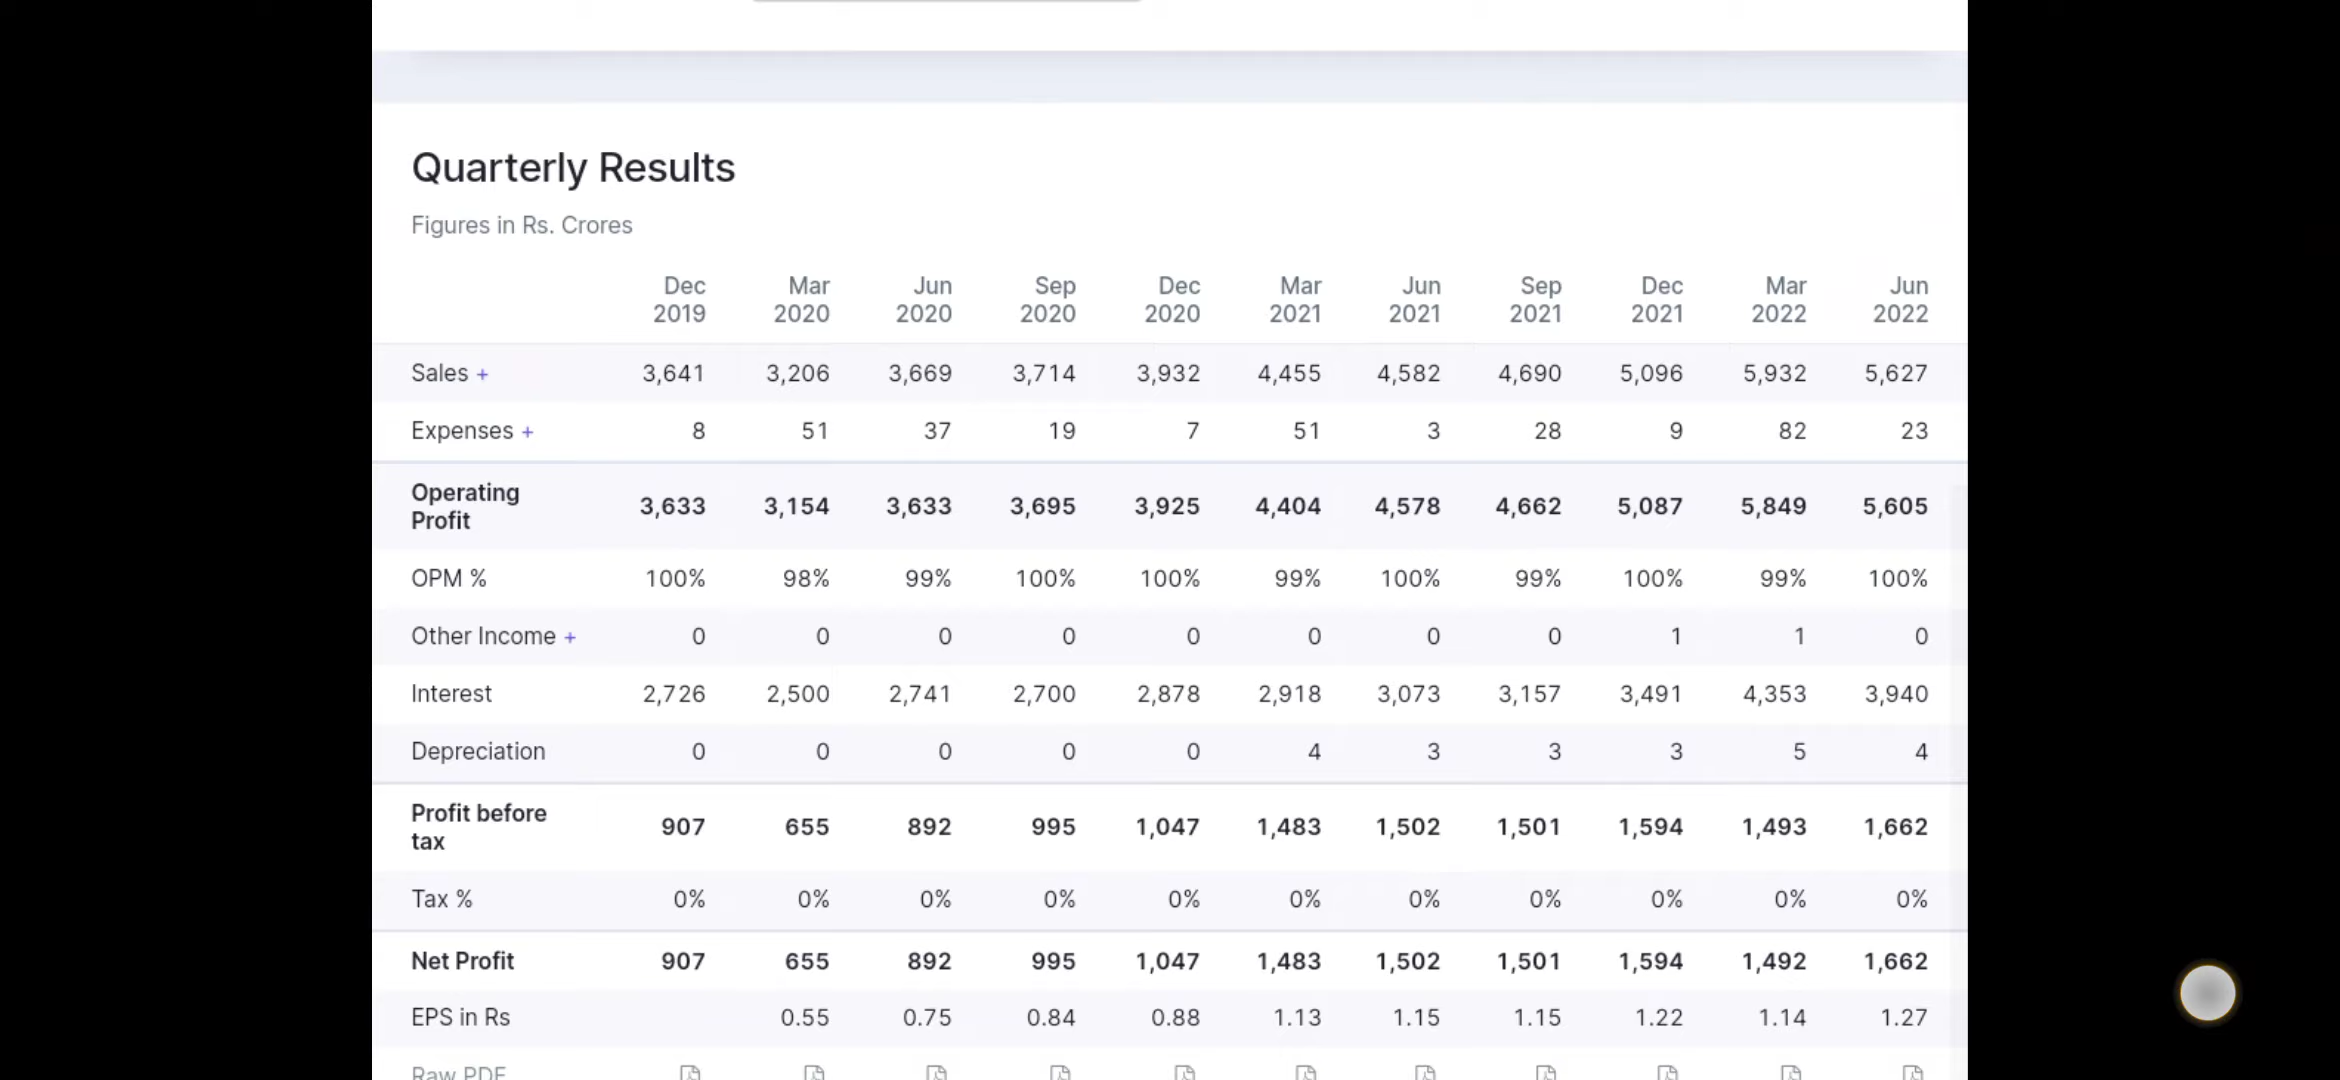 Quarterly Results
Figures in Rs. Crores
Dec 2019 Mar 2020 Jun 2020 Sep 2020 Dec 2020 Mar 2021 Jun 2021 Sep 2021 Dec 2021 Mar 2022 Jun 2022
Sales + 3,641 3,206 3,669 3,714 3,932 4,455 4,582 4,690 5,096 5,932 5,627
Expenses + 8 51 37 19 7 51 3 28 9 82 23
Operating Profit 3,633 3,154 3,633 3,695 3,925 4,404 4,578 4,662 5,087 5,849 5,605
OPM % 100% 98% 99% 100% 100% 99% 100% 99% 100% 99% 100%
Other Income + 0 0 0 0 0 0 0 0 1 1 0
Interest 2,726 2,500 2,741 2,700 2,878 2,918 3,073 3,157 3,491 4,353 3,940
Depreciation 0 0 0 0 0 4 3 3 3 5 4
Profit before tax 907 655 892 995 1,047 1,483 1,502 1,501 1,594 1,493 1,662
Tax % 0% 0% 0% 0% 0% 0% 0% 0% 0% 0% 0%
Net Profit 907 655 892 995 1,047 1,483 1,502 1,501 1,594 1,492 1,662
EPS in Rs 0.55 0.75 0.84 0.88 1.13 1.15 1.15 1.22 1.14 1.27
Raw PDF